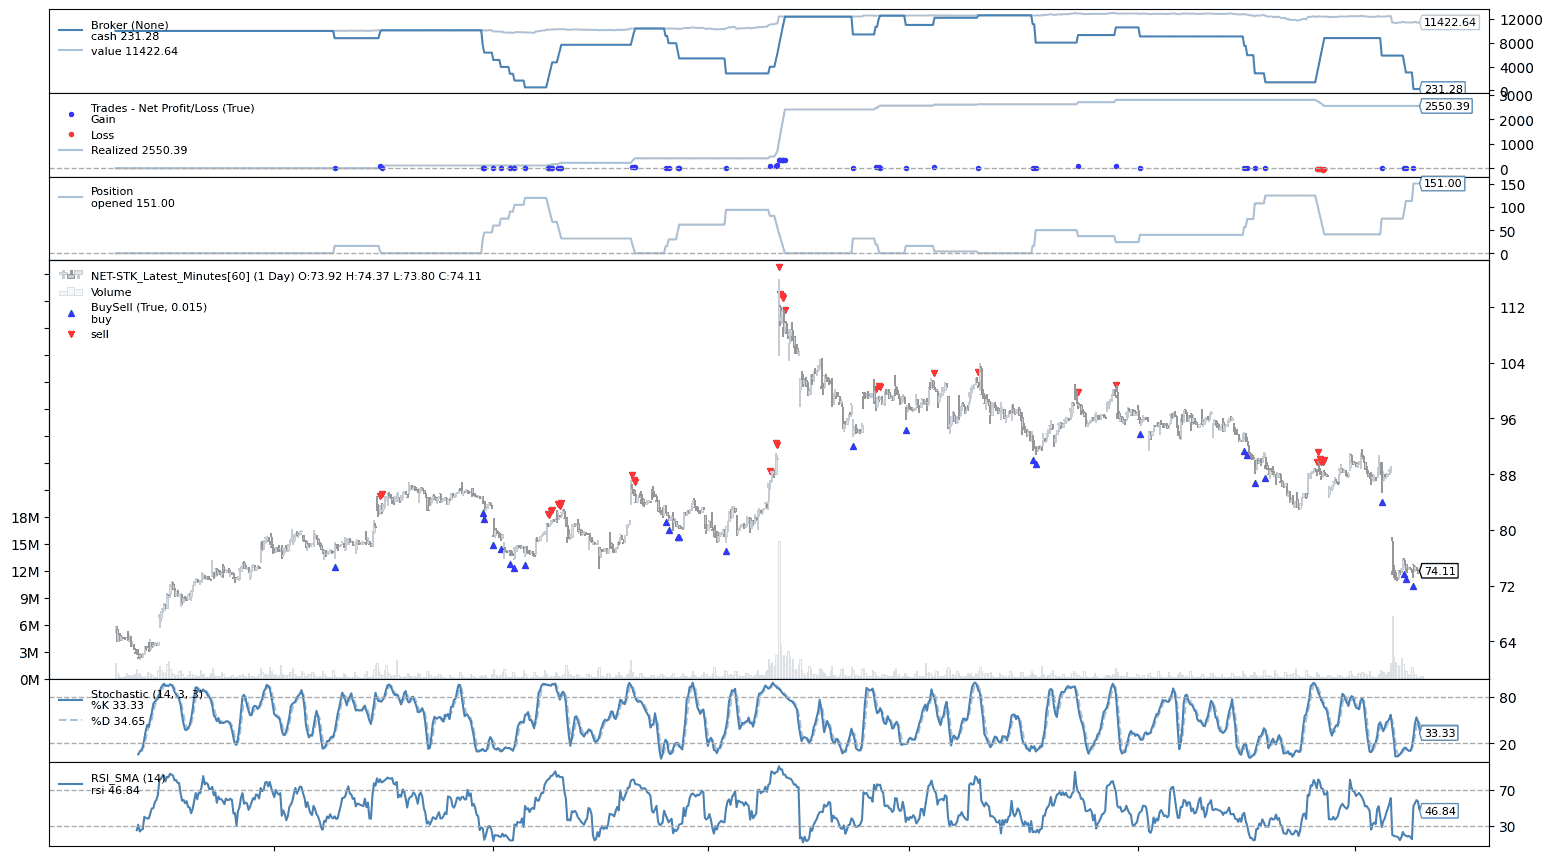 Broker (None)
cash 231.28
value 11422.64
11422.64
12000
8000
4000
0
231.28
Trades - Net Profit/Loss (True)
Gain
Loss
Realized 2550.39
3000
2550.39
2000
1000
0
Position
opened 151.00
151.00
150
100
50
0
NET-STK_Latest_Minutes[60] (1 Day) O:73.92 H:74.37 L:73.80 C:74.11
Volume
BuySell (True, 0.015)
buy
sell
112
104
96
88
80
74.11
72
64
18M
15M
12M
9M
6M
3M
0M
Stochastic (14, 3, 3)
%K 33.33
%D 34.65
80
33.33
20
RSI_SMA (14)
rsi 46.84
70
46.84
30